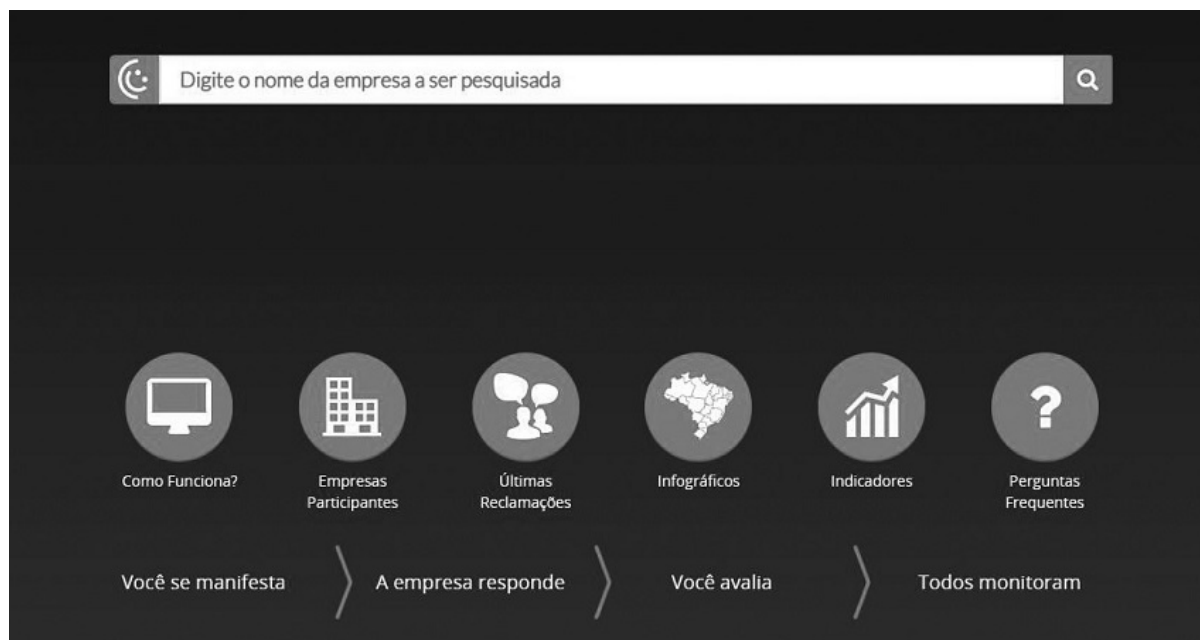 Digite o nome da empresa a ser pesquisada
Como Funciona?
Empresas
Participantes
Últimas
Reclamações
Infográficos
Indicadores
Perguntas
Frequentes
Você se manifesta
A empresa responde
Você avalia
Todos monitoram